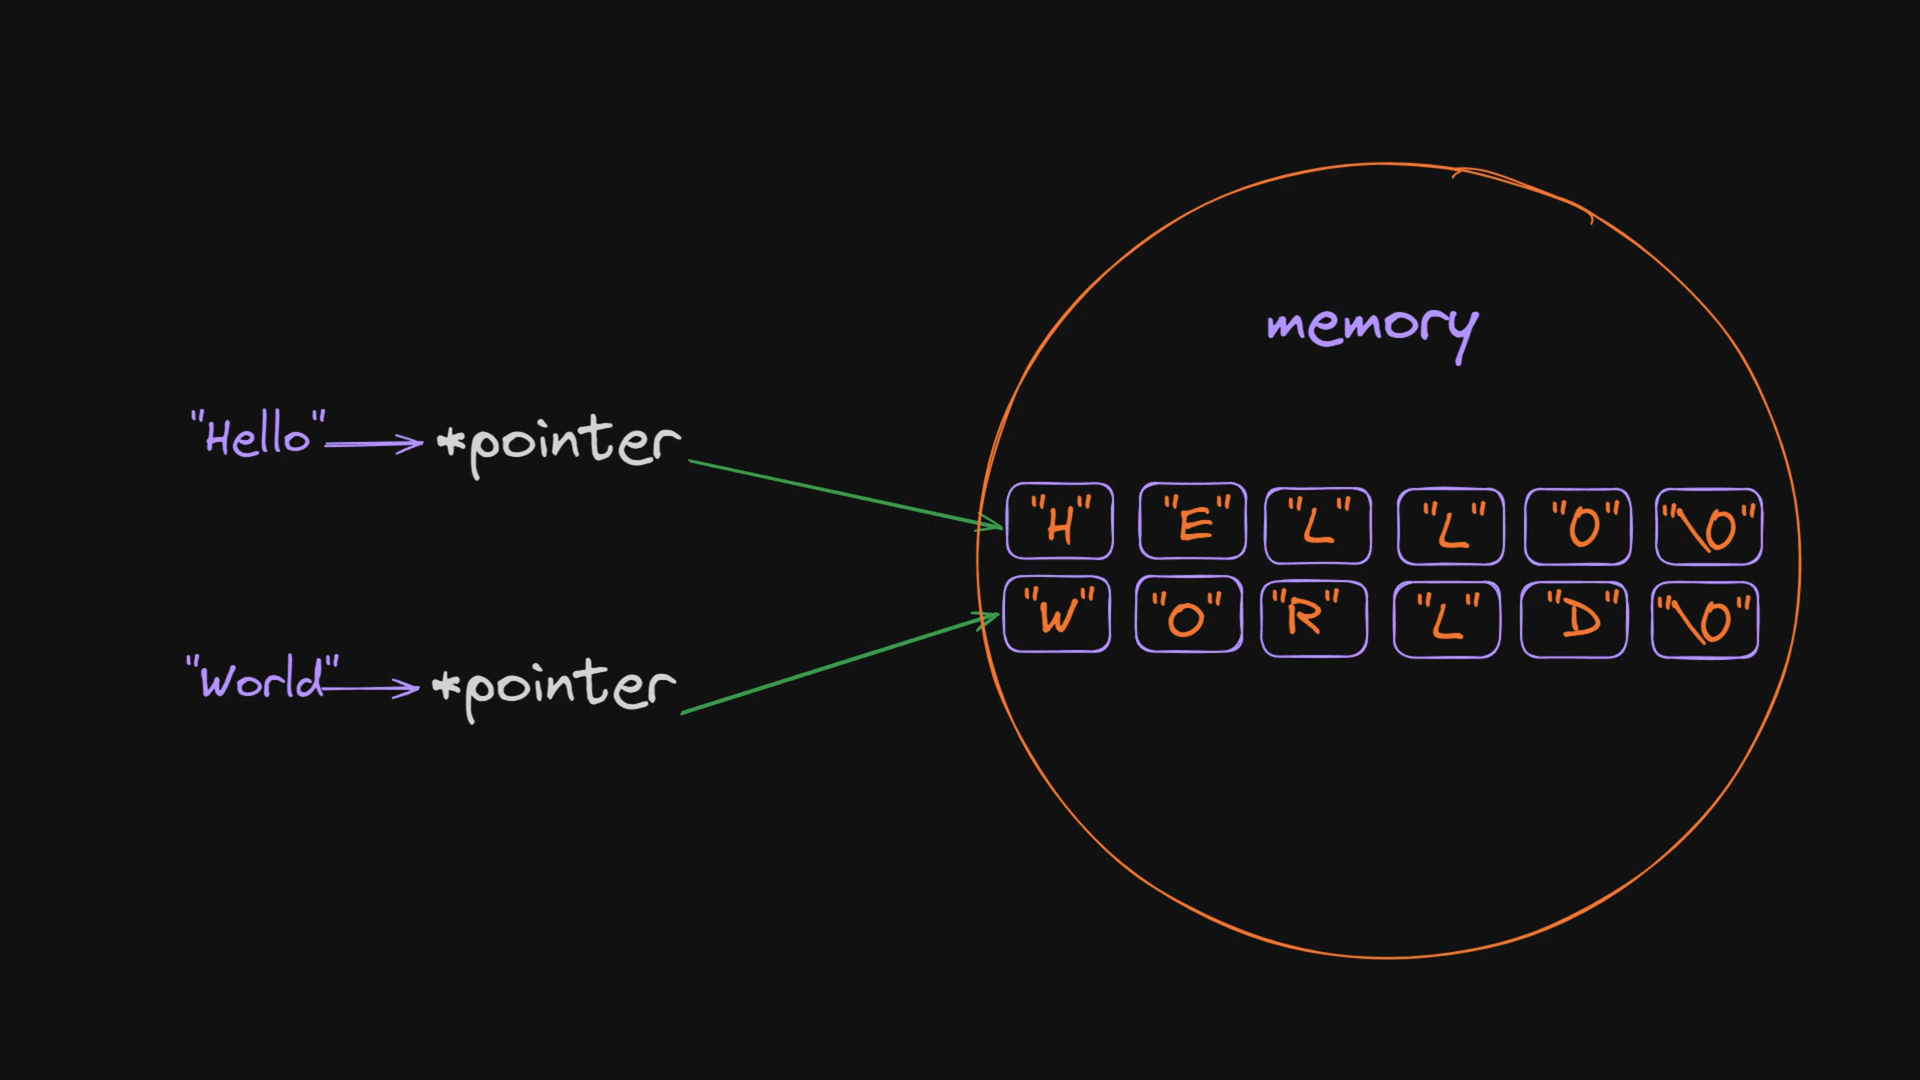 memory
"Hello" *pointer
"H" "E" "L" "L" "O" "\0"
"W" "O" "R" "L" "D" "\0"
"World" *pointer